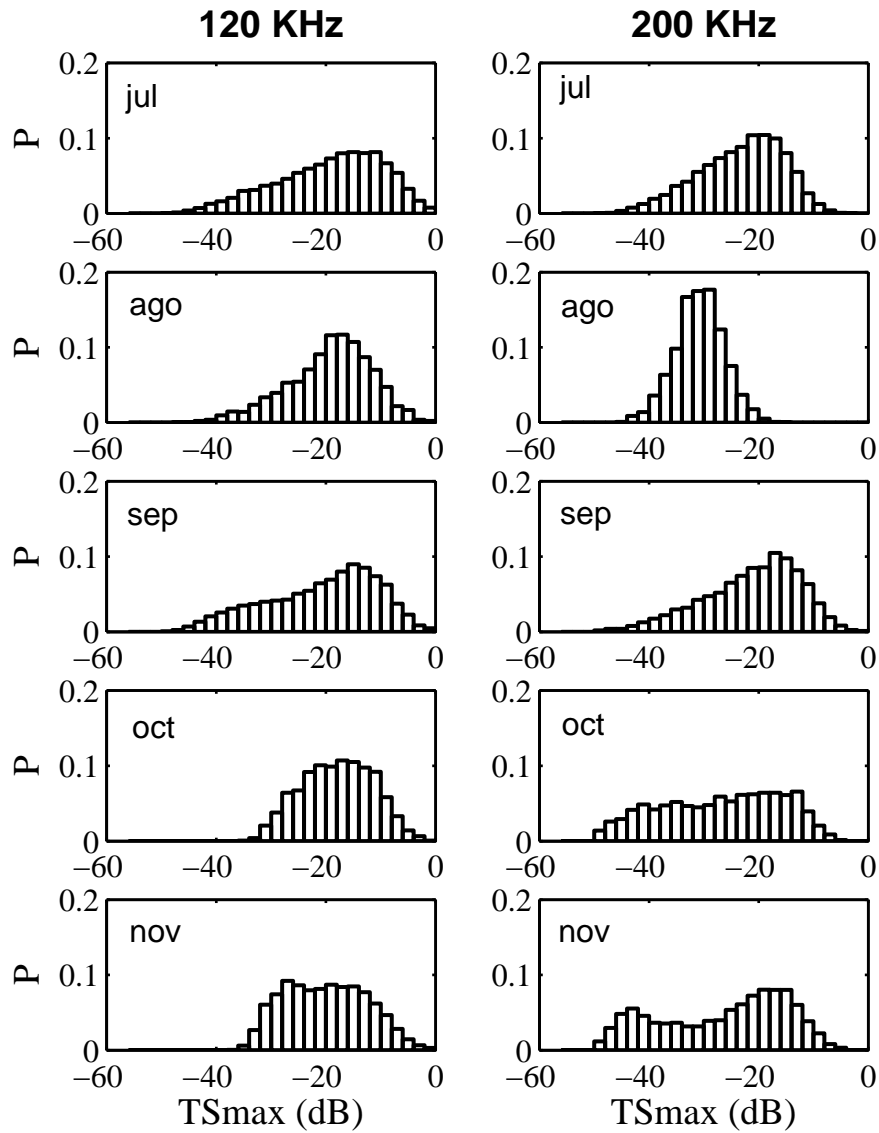 120 KHz 200 KHz
0.2 0.2
jul jul
P 0.1 0.1
0 0
−60 −40 −20 0 −60 −40 −20 0
0.2 0.2
ago ago
P 0.1 0.1
0 0
−60 −40 −20 0 −60 −40 −20 0
0.2 0.2
sep sep
P 0.1 0.1
0 0
−60 −40 −20 0 −60 −40 −20 0
0.2 0.2
oct oct
P 0.1 0.1
0 0
−60 −40 −20 0 −60 −40 −20 0
0.2 0.2
nov nov
P 0.1 0.1
0 0
−60 −40 −20 0 −60 −40 −20 0
TSmax (dB) TSmax (dB)